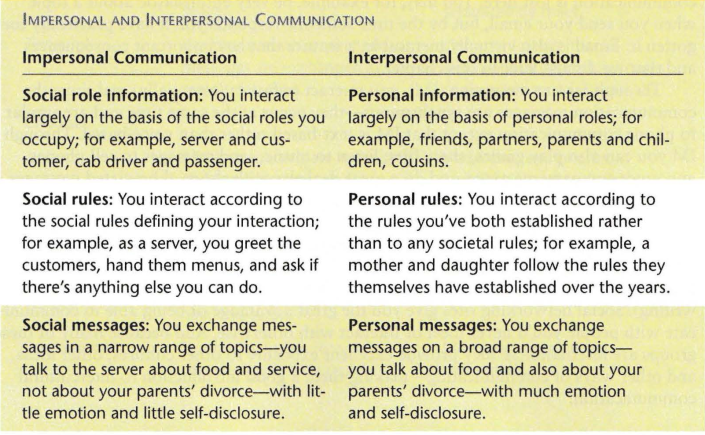 IMPERSONAL AND INTERPERSONAL COMMUNICATION
Impersonal Communication
Interpersonal Communication
Social role information: You interact
largely on the basis of the social roles you
occupy; for example, server and cus-
tomer, cab driver and passenger.
Personal information: You interact
largely on the basis of personal roles; for
example, friends, partners, parents and chil-
dren, cousins.
Social rules: You interact according to
the social rules defining your interaction;
for example, as a server, you greet the
customers, hand them menus, and ask if
there's anything else you can do.
Personal rules: You interact according to
the rules you've both established rather
than to any societal rules; for example, a
mother and daughter follow the rules they
themselves have established over the years.
Social messages: You exchange mes-
sages in a narrow range of topics—you
talk to the server about food and service,
not about your parents' divorce—with lit-
tle emotion and little self-disclosure.
Personal messages: You exchange
messages on a broad range of topics—
you talk about food and also about your
parents' divorce—with much emotion
and self-disclosure.